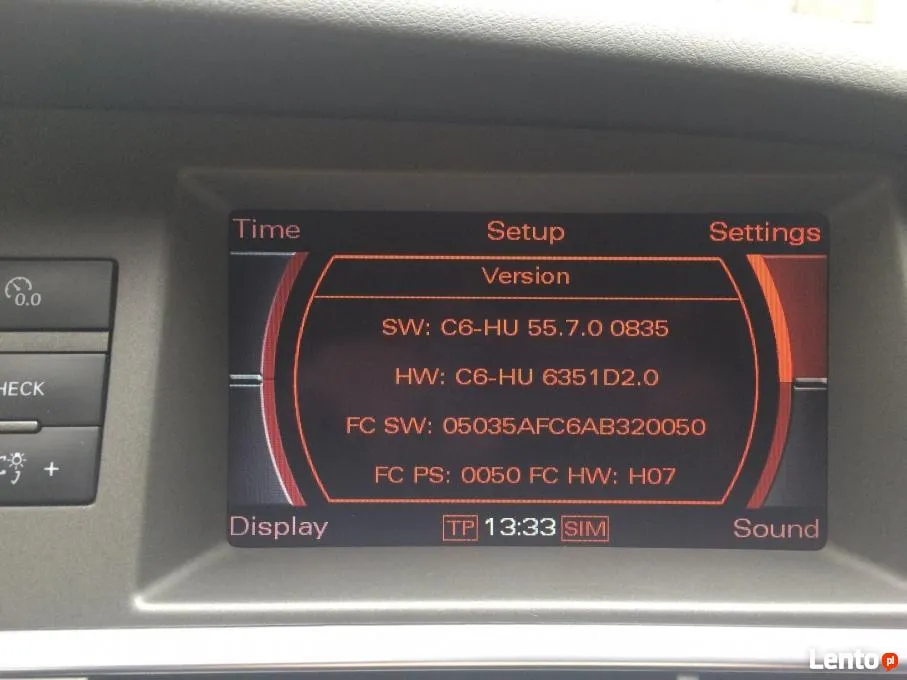 Time Setup Settings
Version
SW: C6-HU 55.7.0 0835
HW: C6-HU 6351D2.0
FC SW: 05035AFC6AB320050
FC PS: 0050 FC HW: H07
Display TP 13:33 SIM Sound
0.0
HECK
+
Lento pl